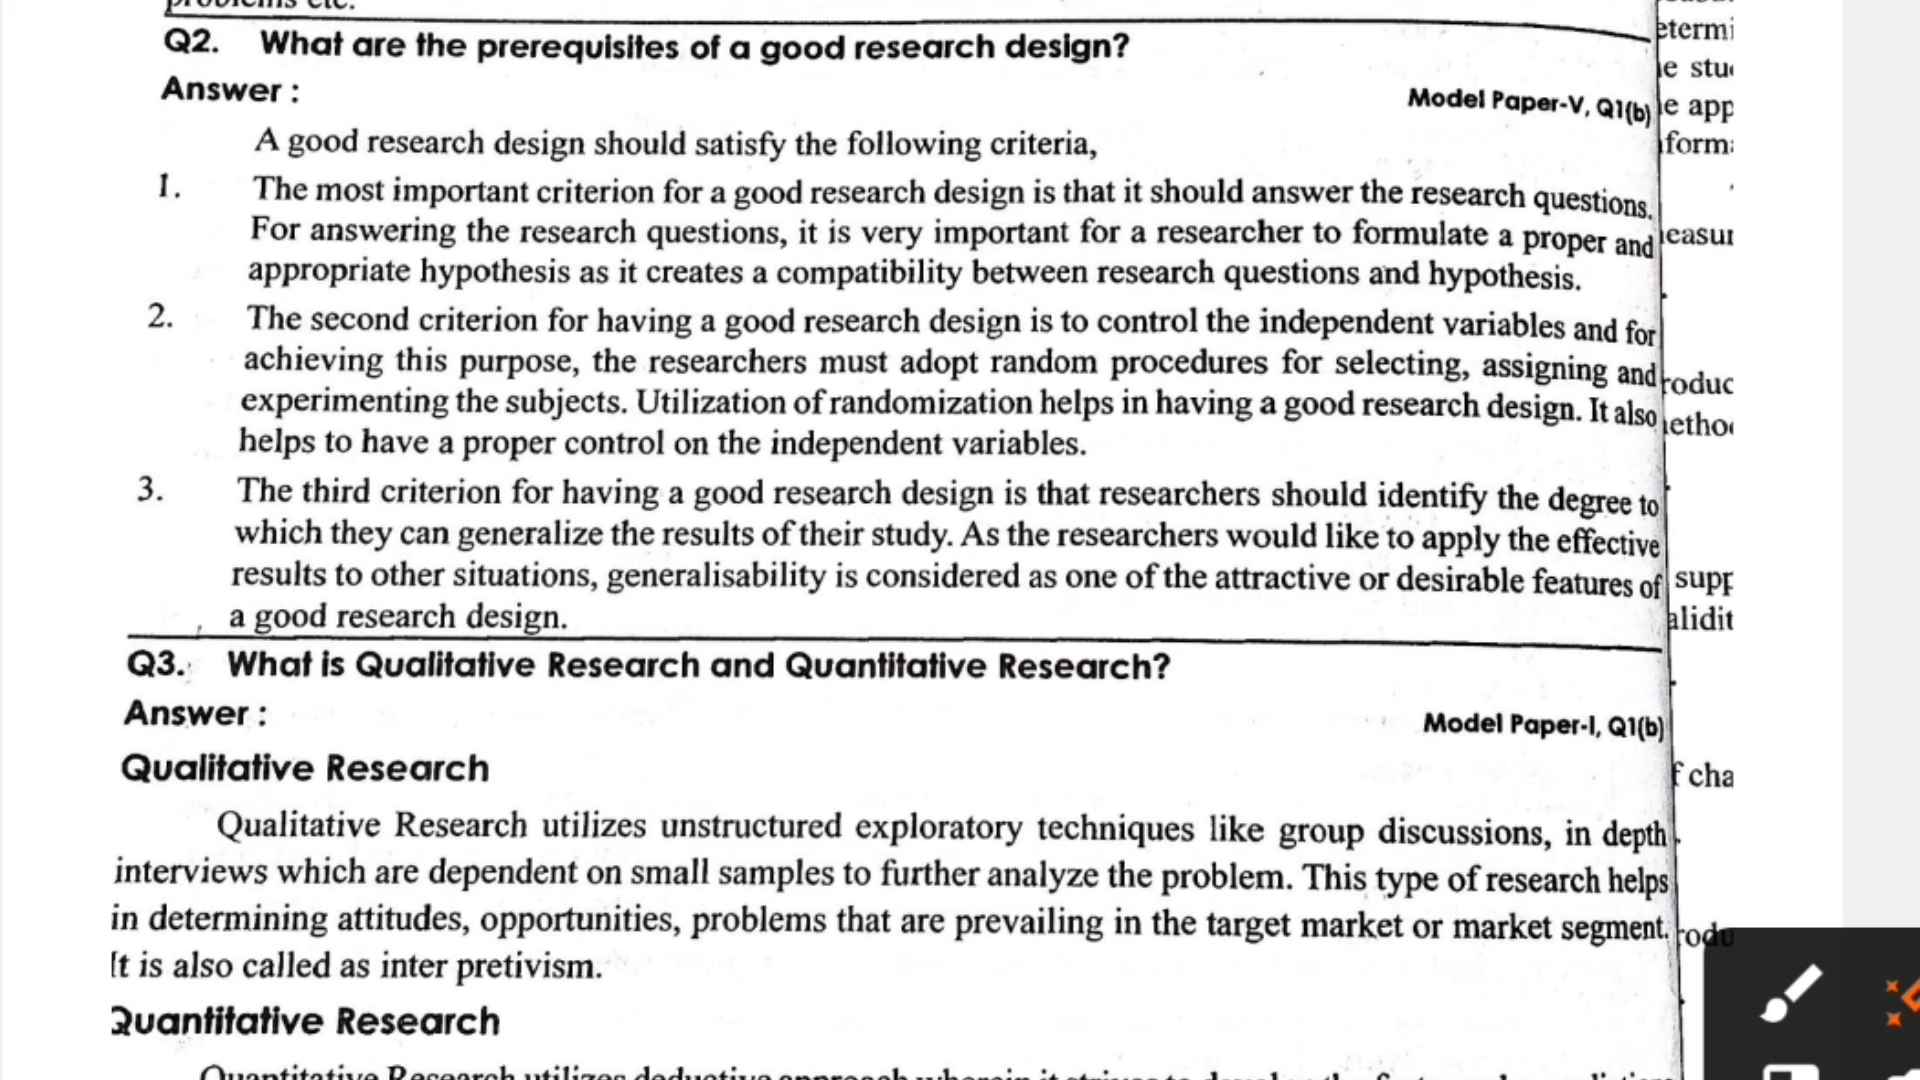 problems etc.
Q2. What are the prerequisites of a good research design?
Answer :
Model Paper-V, Q1(b)
A good research design should satisfy the following criteria,
1. The most important criterion for a good research design is that it should answer the research questions.
For answering the research questions, it is very important for a researcher to formulate a proper and
appropriate hypothesis as it creates a compatibility between research questions and hypothesis.
2. The second criterion for having a good research design is to control the independent variables and for
achieving this purpose, the researchers must adopt random procedures for selecting, assigning and
experimenting the subjects. Utilization of randomization helps in having a good research design. It also
helps to have a proper control on the independent variables.
3. The third criterion for having a good research design is that researchers should identify the degree to
which they can generalize the results of their study. As the researchers would like to apply the effective
results to other situations, generalisability is considered as one of the attractive or desirable features of
a good research design.
Q3. What is Qualitative Research and Quantitative Research?
Answer :
Model Paper-I, Q1(b)
Qualitative Research
Qualitative Research utilizes unstructured exploratory techniques like group discussions, in depth
interviews which are dependent on small samples to further analyze the problem. This type of research helps
in determining attitudes, opportunities, problems that are prevailing in the target market or market segment.
It is also called as inter pretivism.
Quantitative Research
Quantitative Research utilizes deductive approach wherein it strives to